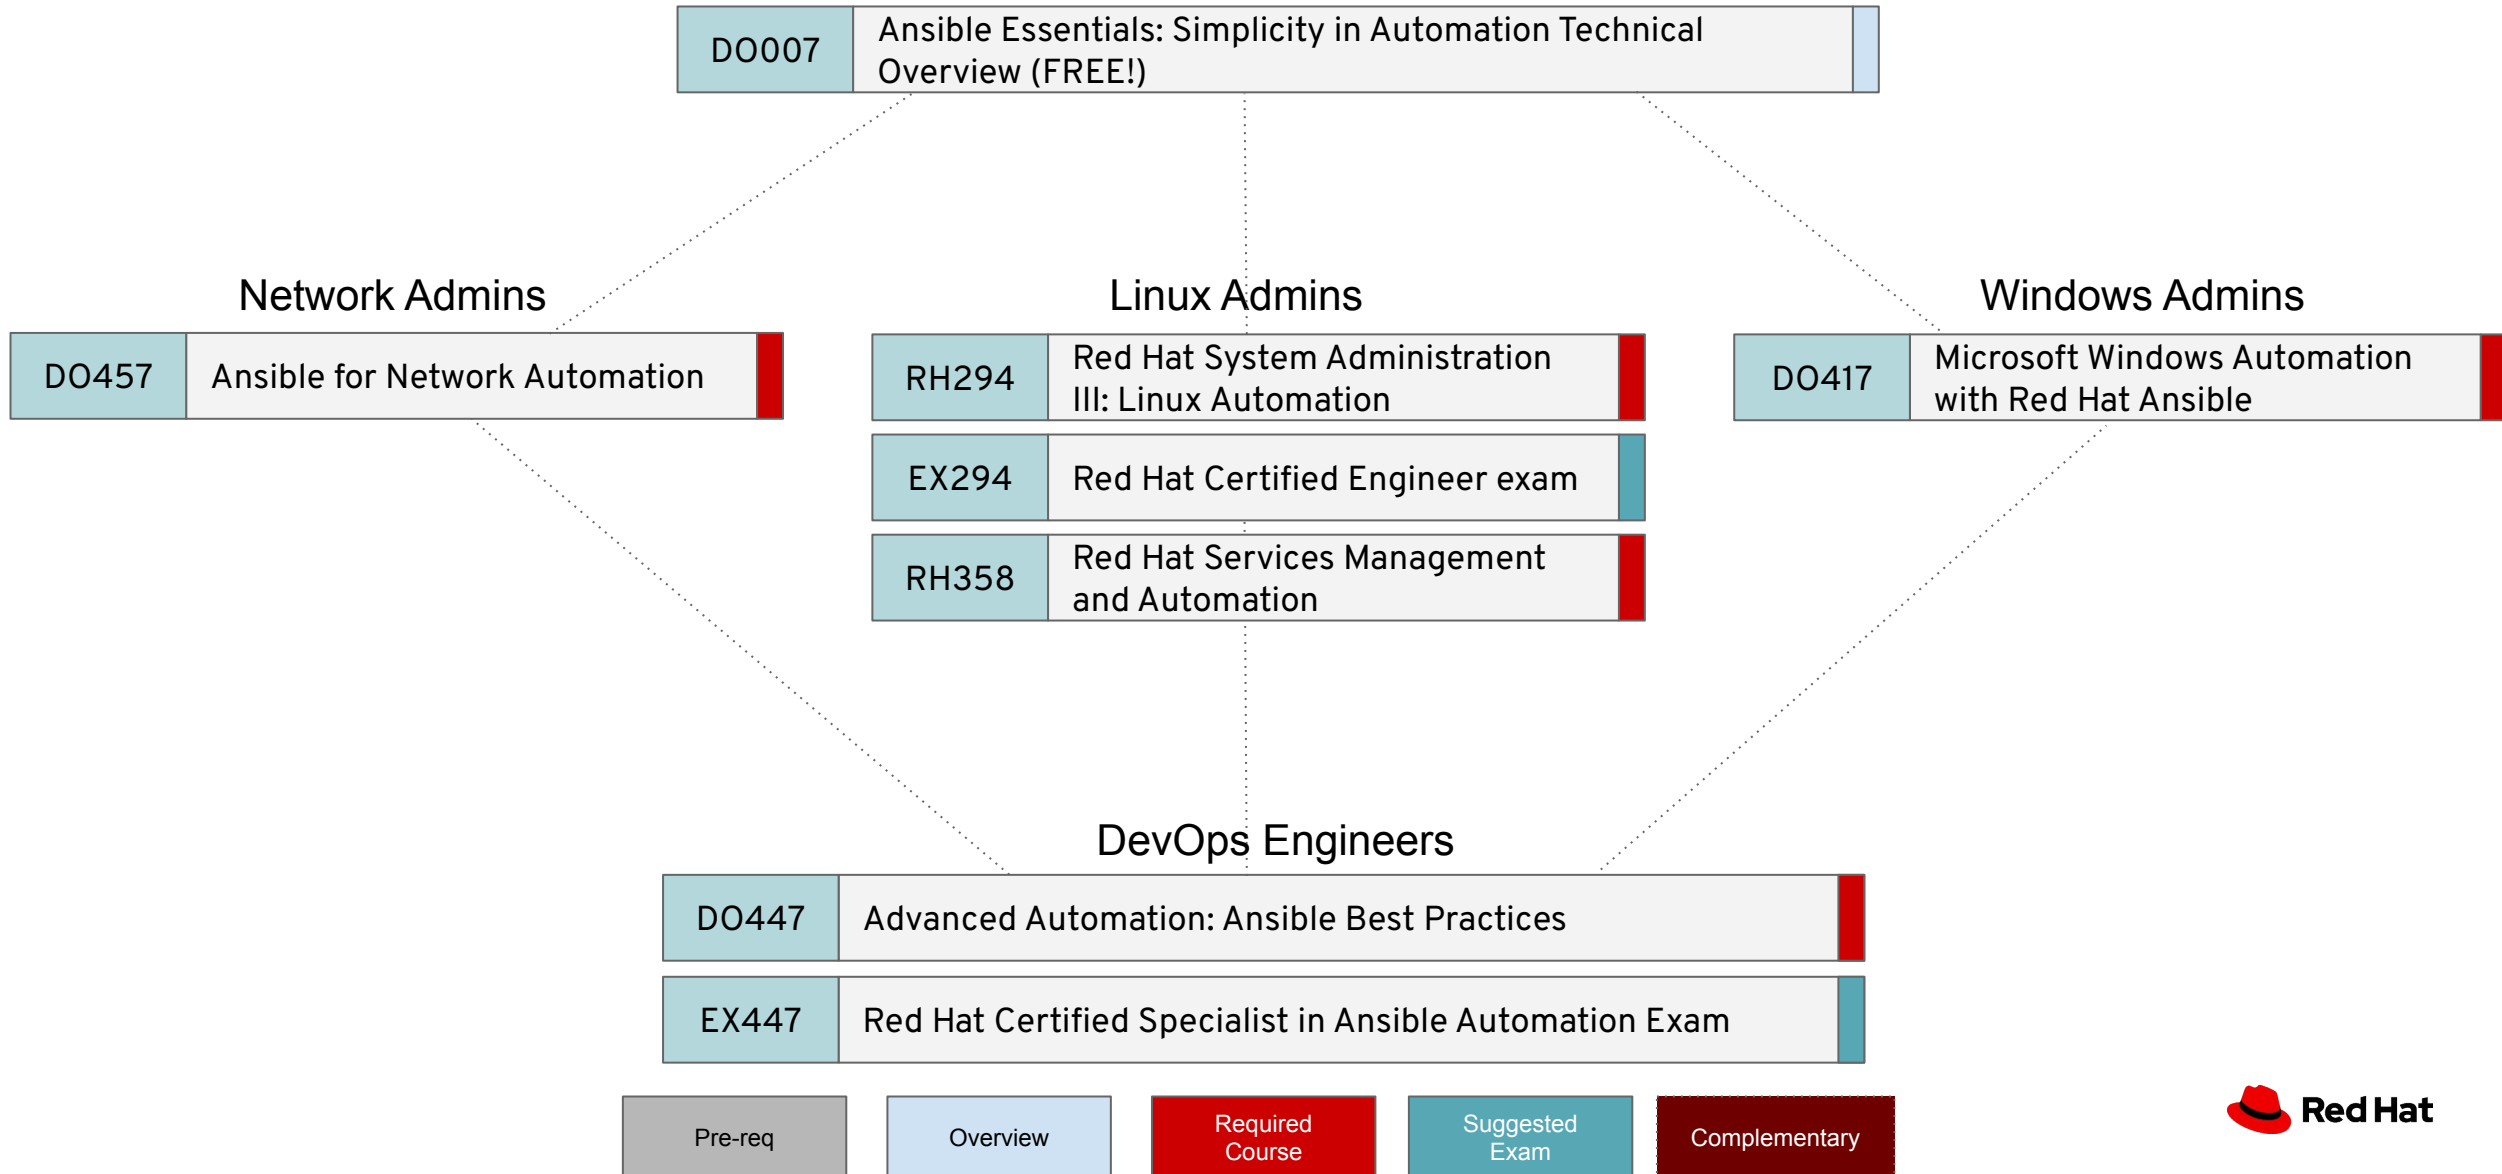 DO007
Ansible Essentials: Simplicity in Automation Technical
Overview (FREE!)
Network Admins
DO457
Ansible for Network Automation
Linux Admins
RH294
Red Hat System Administration
III: Linux Automation
EX294
Red Hat Certified Engineer exam
RH358
Red Hat Services Management
and Automation
Windows Admins
DO417
Microsoft Windows Automation
with Red Hat Ansible
DevOps Engineers
DO447
Advanced Automation: Ansible Best Practices
EX447
Red Hat Certified Specialist in Ansible Automation Exam
Pre-req
Overview
Required
Course
Suggested
Exam
Complementary
Red Hat